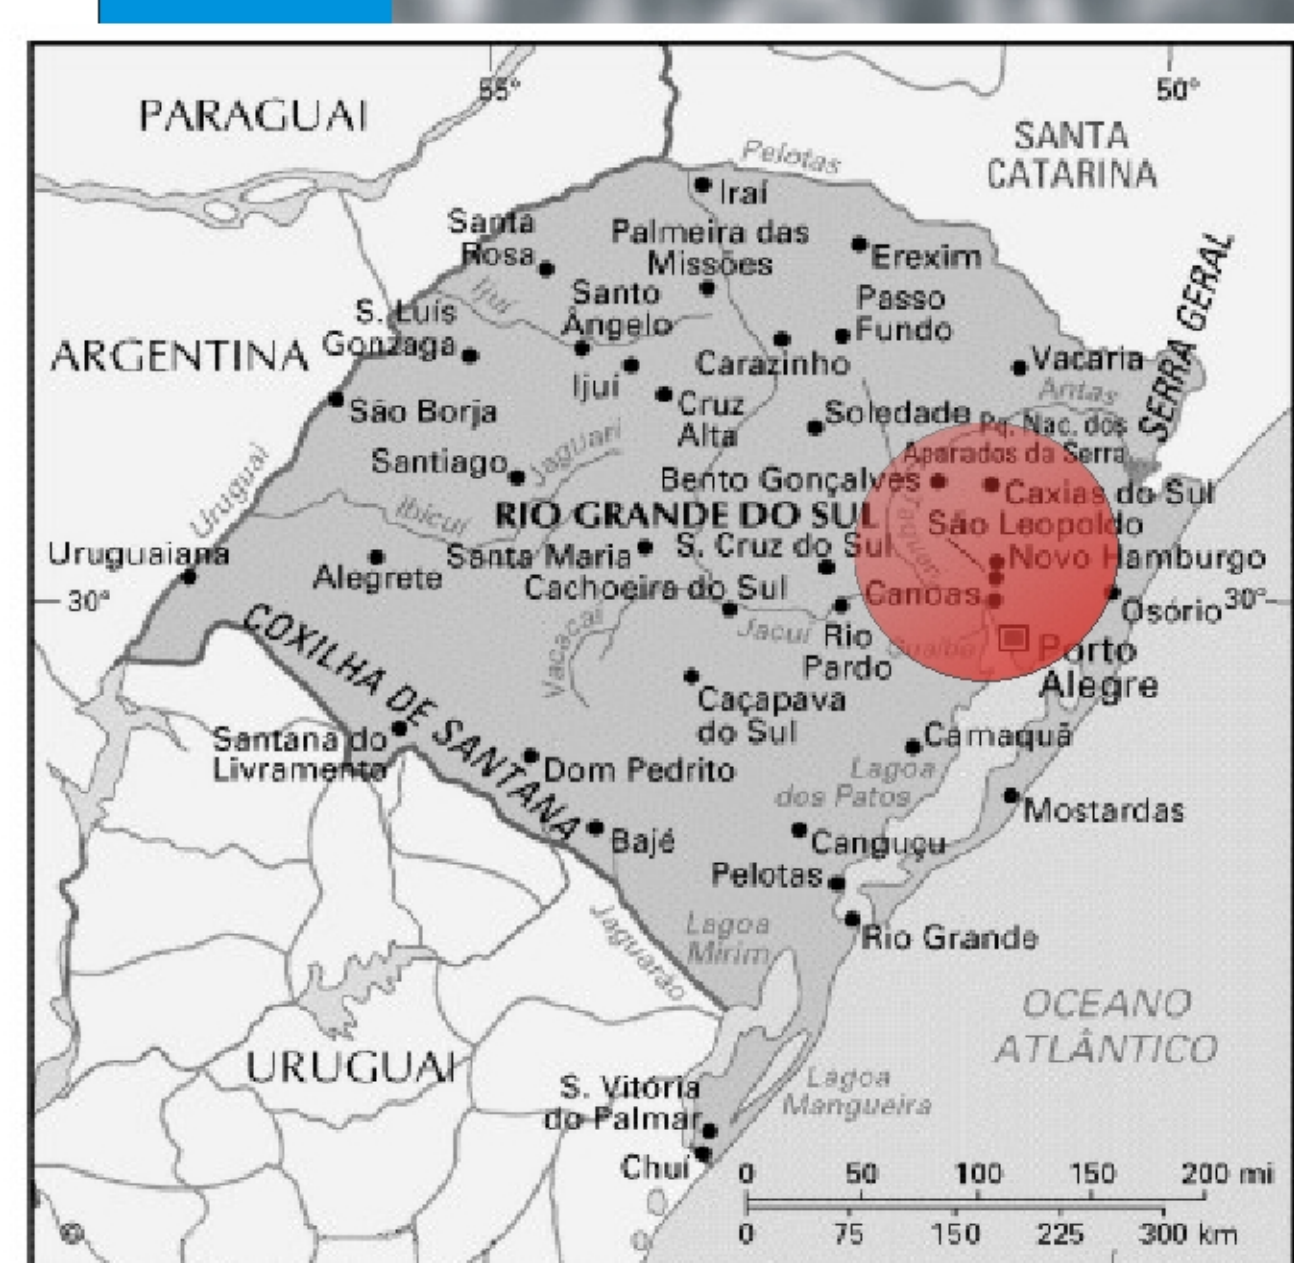 55°
50°
PARAGUAI
SANTA
CATARINA
Pelotas
Iraí
Santa
Rosa
Palmeira das
Missões
Erexim
SERRA GERAL
Ijuí
Santo
Ângelo
Passo
Fundo
S. Luís
Gonzaga
ARGENTINA
Carazinho
Vacaria
Ijuí
Antas
São Borja
Cruz
Alta
Soledade
Pq. Nac. dos
Aparados da Serra
Jaguari
Santiago
Bento Gonçalves
Caxias do Sul
Uruguai
Ibicuí
RIO GRANDE DO SUL
São Leopoldo
Taquari
Uruguaiana
Santa Maria
S. Cruz do Sul
Novo Hamburgo
Alegrete
Cachoeira do Sul
Canoas
30°
Osório
30°
COXILHA DE SANTANA
Vacacaí
Jacuí
Rio
Pardo
Guaíba
Porto
Alegre
Caçapava
do Sul
Santana do
Livramento
Camaquã
Dom Pedrito
Lagoa
dos Patos
Mostardas
Bajé
Canguçu
Pelotas
Jaguarão
Lagoa
Mirim
Rio Grande
OCEANO
ATLÂNTICO
URUGUAI
S. Vitória
do Palmar
Lagoa
Mangueira
Chuí
0 50 100 150 200 mi
0 75 150 225 300 km
©